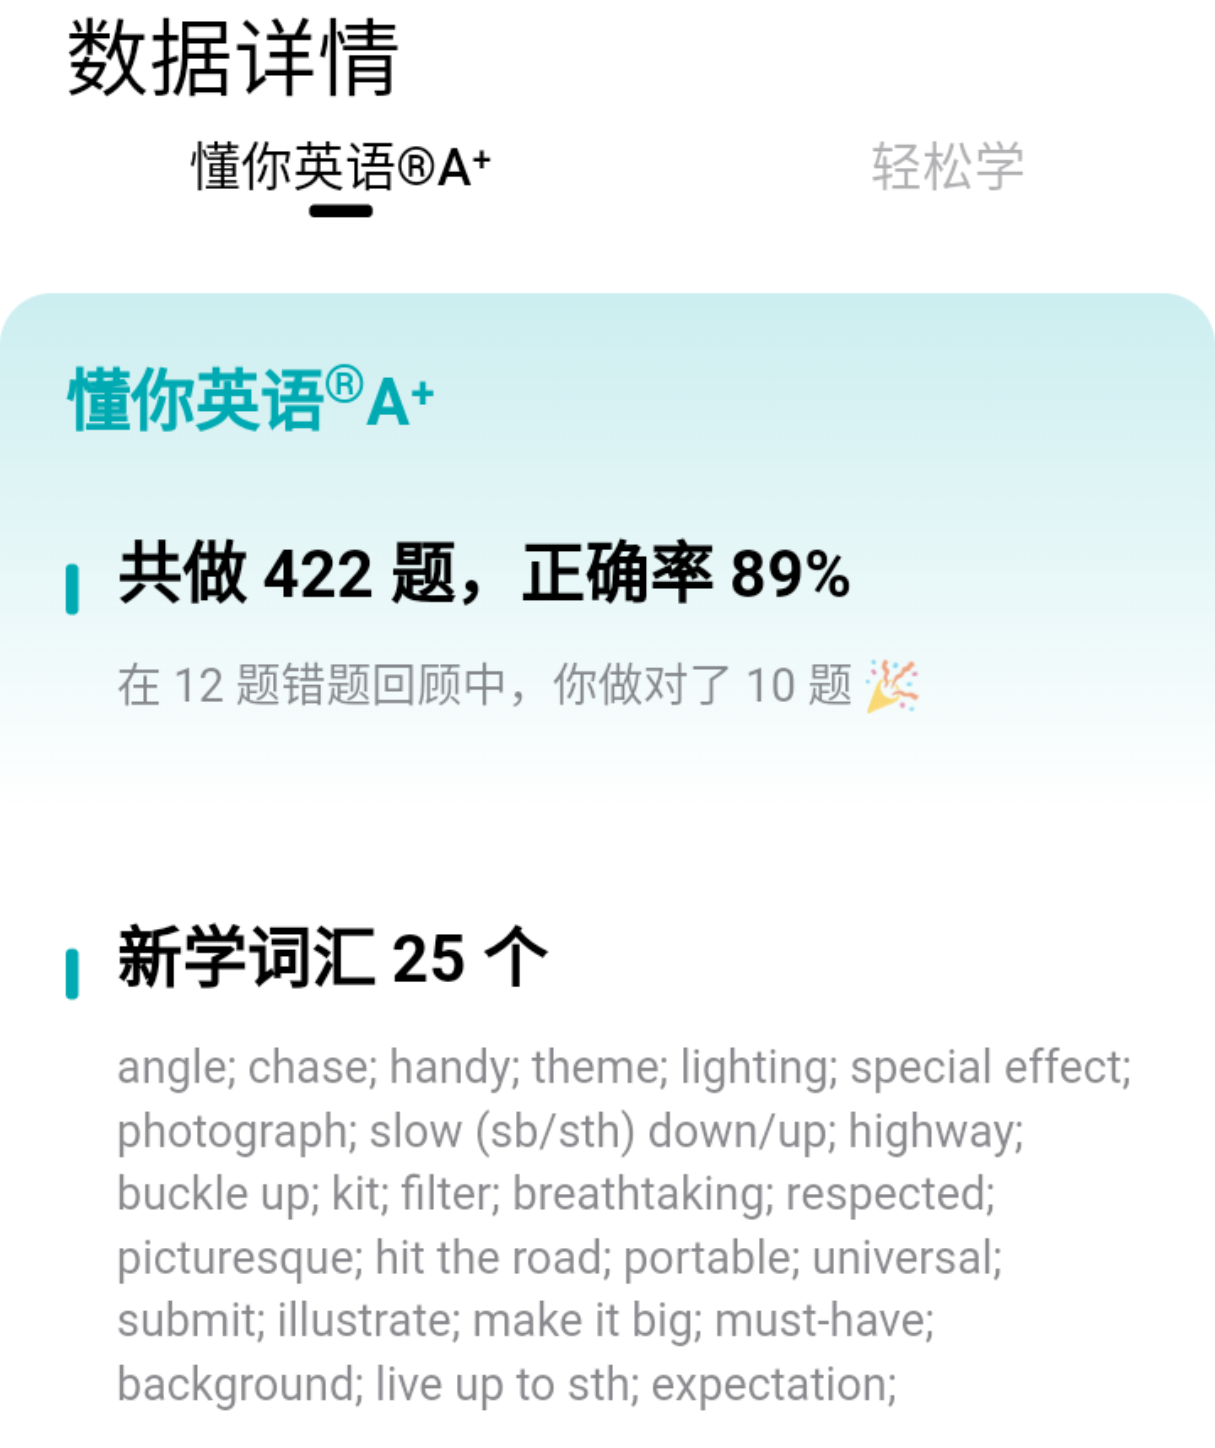 数据详情
懂你英语®A⁺ 轻松学
懂你英语®A⁺
共做 422 题，正确率 89%
在 12 题错题回顾中，你做对了 10 题 🎉
新学词汇 25 个
angle; chase; handy; theme; lighting; special effect;
photograph; slow (sb/sth) down/up; highway;
buckle up; kit; filter; breathtaking; respected;
picturesque; hit the road; portable; universal;
submit; illustrate; make it big; must-have;
background; live up to sth; expectation;